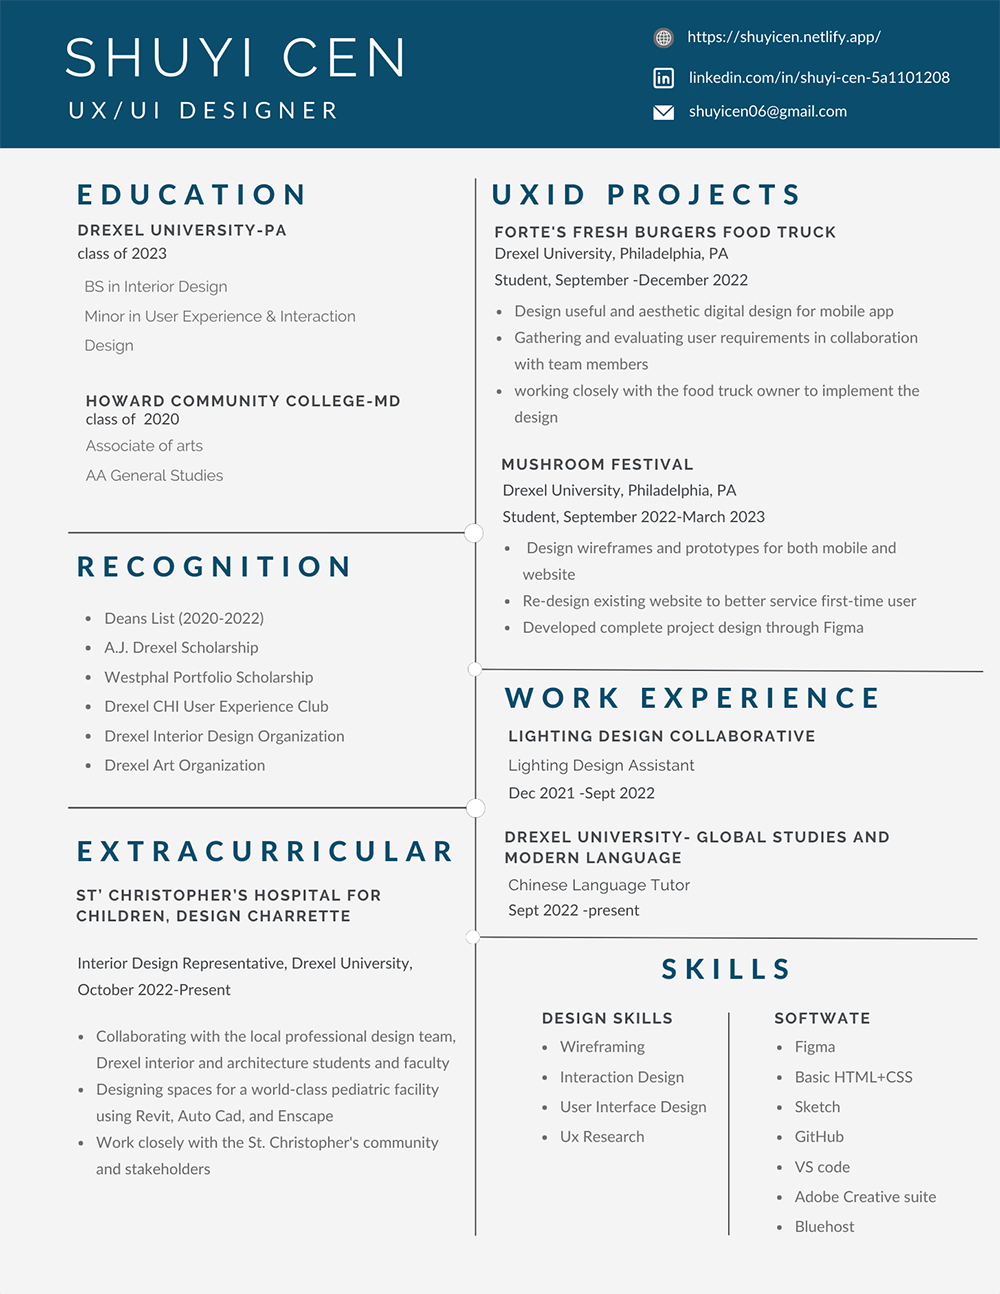 SHUYI CEN
UX/UI DESIGNER
https://shuyicen.netlify.app/
linkedin.com/in/shuyi-cen-5a1101208
shuyicen06@gmail.com
EDUCATION
DREXEL UNIVERSITY-PA
class of 2023
BS in Interior Design
Minor in User Experience & Interaction
Design
HOWARD COMMUNITY COLLEGE-MD
class of 2020
Associate of arts
AA General Studies
RECOGNITION
• Deans List (2020-2022)
• A.J. Drexel Scholarship
• Westphal Portfolio Scholarship
• Drexel CHI User Experience Club
• Drexel Interior Design Organization
• Drexel Art Organization
EXTRACURRICULAR
ST’ CHRISTOPHER’S HOSPITAL FOR
CHILDREN, DESIGN CHARRETTE
Interior Design Representative, Drexel University,
October 2022-Present
• Collaborating with the local professional design team,
Drexel interior and architecture students and faculty
• Designing spaces for a world-class pediatric facility
using Revit, Auto Cad, and Enscape
• Work closely with the St. Christopher's community
and stakeholders
UXID PROJECTS
FORTE'S FRESH BURGERS FOOD TRUCK
Drexel University, Philadelphia, PA
Student, September -December 2022
• Design useful and aesthetic digital design for mobile app
• Gathering and evaluating user requirements in collaboration
with team members
• working closely with the food truck owner to implement the
design
MUSHROOM FESTIVAL
Drexel University, Philadelphia, PA
Student, September 2022-March 2023
• Design wireframes and prototypes for both mobile and
website
• Re-design existing website to better service first-time user
• Developed complete project design through Figma
WORK EXPERIENCE
LIGHTING DESIGN COLLABORATIVE
Lighting Design Assistant
Dec 2021 -Sept 2022
DREXEL UNIVERSITY- GLOBAL STUDIES AND
MODERN LANGUAGE
Chinese Language Tutor
Sept 2022 -present
SKILLS
DESIGN SKILLS
• Wireframing
• Interaction Design
• User Interface Design
• Ux Research
SOFTWATE
• Figma
• Basic HTML+CSS
• Sketch
• GitHub
• VS code
• Adobe Creative suite
• Bluehost